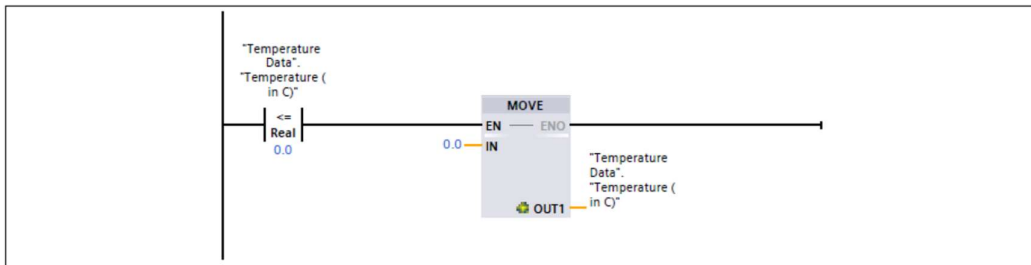 "Temperature
Data".
"Temperature (
in C)"
<=
Real
0.0
MOVE
EN
ENO
0.0
IN
OUT1
"Temperature
Data".
"Temperature (
in C)"